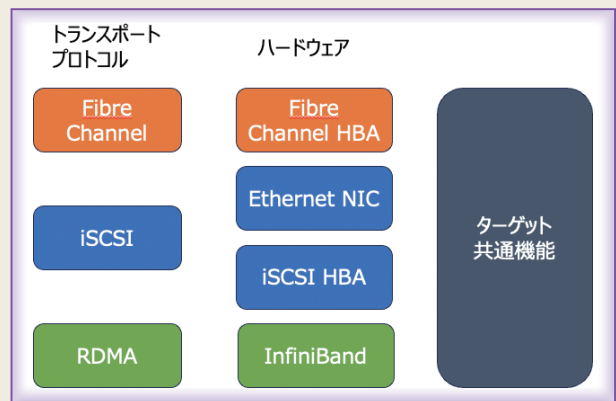 トランスポート
プロトコル
ハードウェア
Fibre
Channel
Fibre
Channel HBA
Ethernet NIC
iSCSI
iSCSI HBA
ターゲット
共通機能
RDMA
InfiniBand